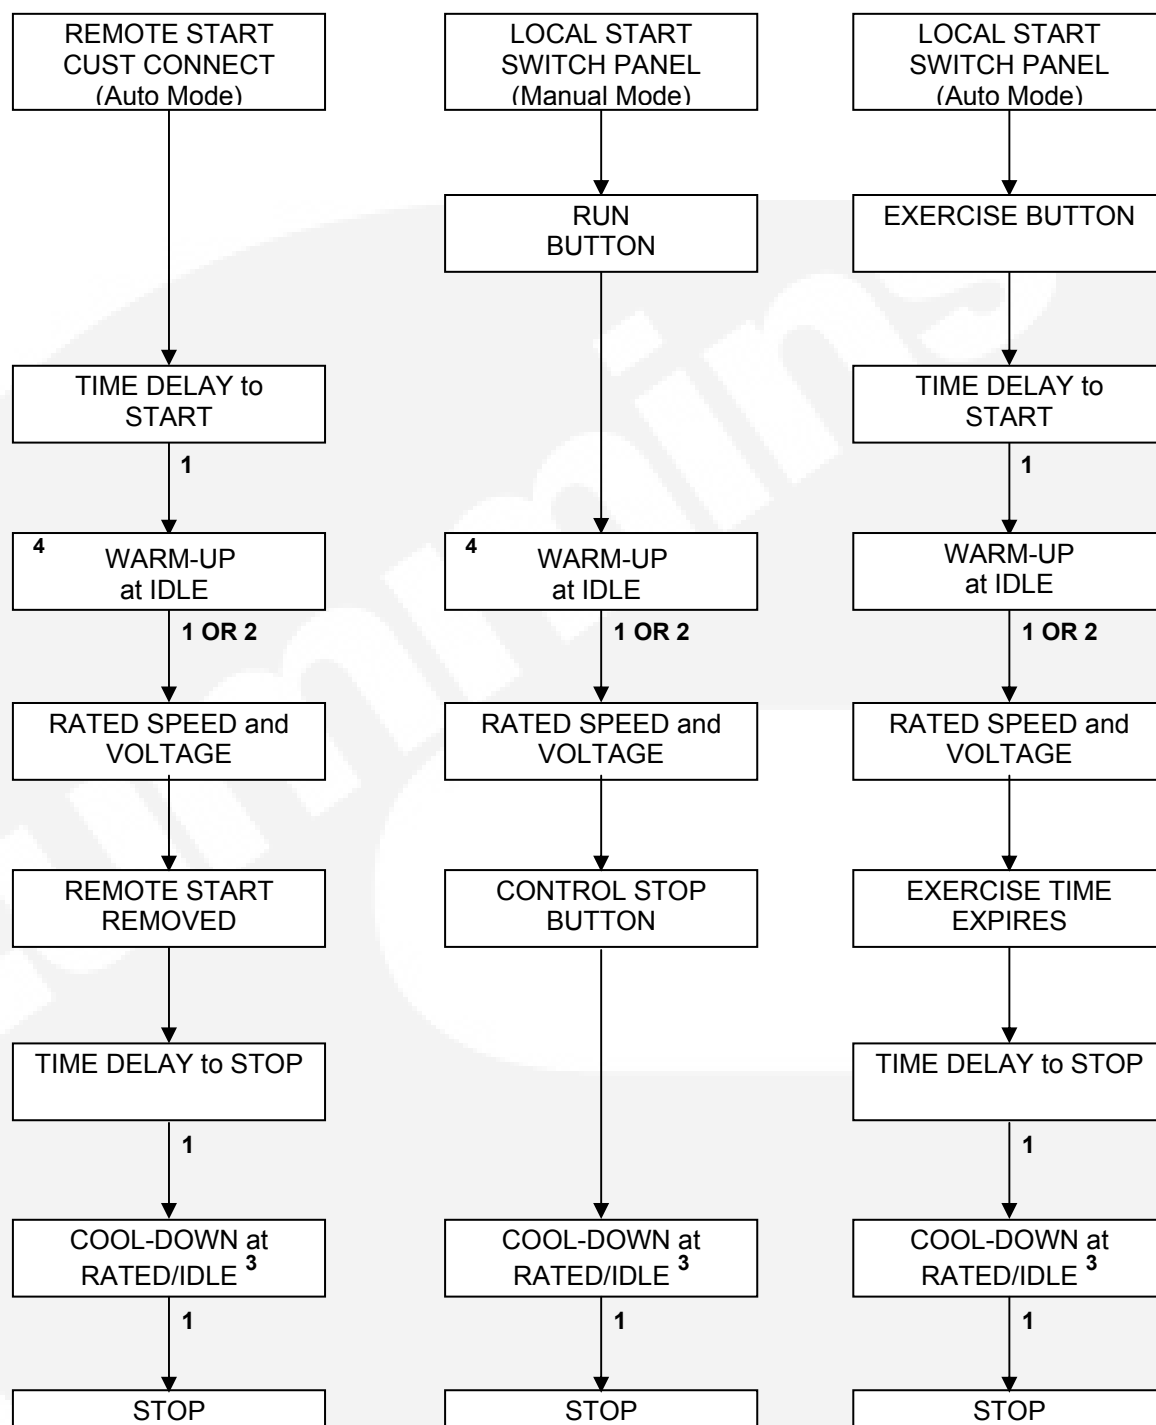 REMOTE START
CUST CONNECT
(Auto Mode)
TIME DELAY to
START
1
4
WARM-UP
at IDLE
1 OR 2
RATED SPEED and
VOLTAGE
REMOTE START
REMOVED
TIME DELAY to STOP
1
COOL-DOWN at
RATED/IDLE 3
1
STOP
LOCAL START
SWITCH PANEL
(Manual Mode)
RUN
BUTTON
4
WARM-UP
at IDLE
1 OR 2
RATED SPEED and
VOLTAGE
CONTROL STOP
BUTTON
COOL-DOWN at
RATED/IDLE 3
1
STOP
LOCAL START
SWITCH PANEL
(Auto Mode)
EXERCISE BUTTON
TIME DELAY to
START
1
WARM-UP
at IDLE
1 OR 2
RATED SPEED and
VOLTAGE
EXERCISE TIME
EXPIRES
TIME DELAY to STOP
1
COOL-DOWN at
RATED/IDLE 3
1
STOP